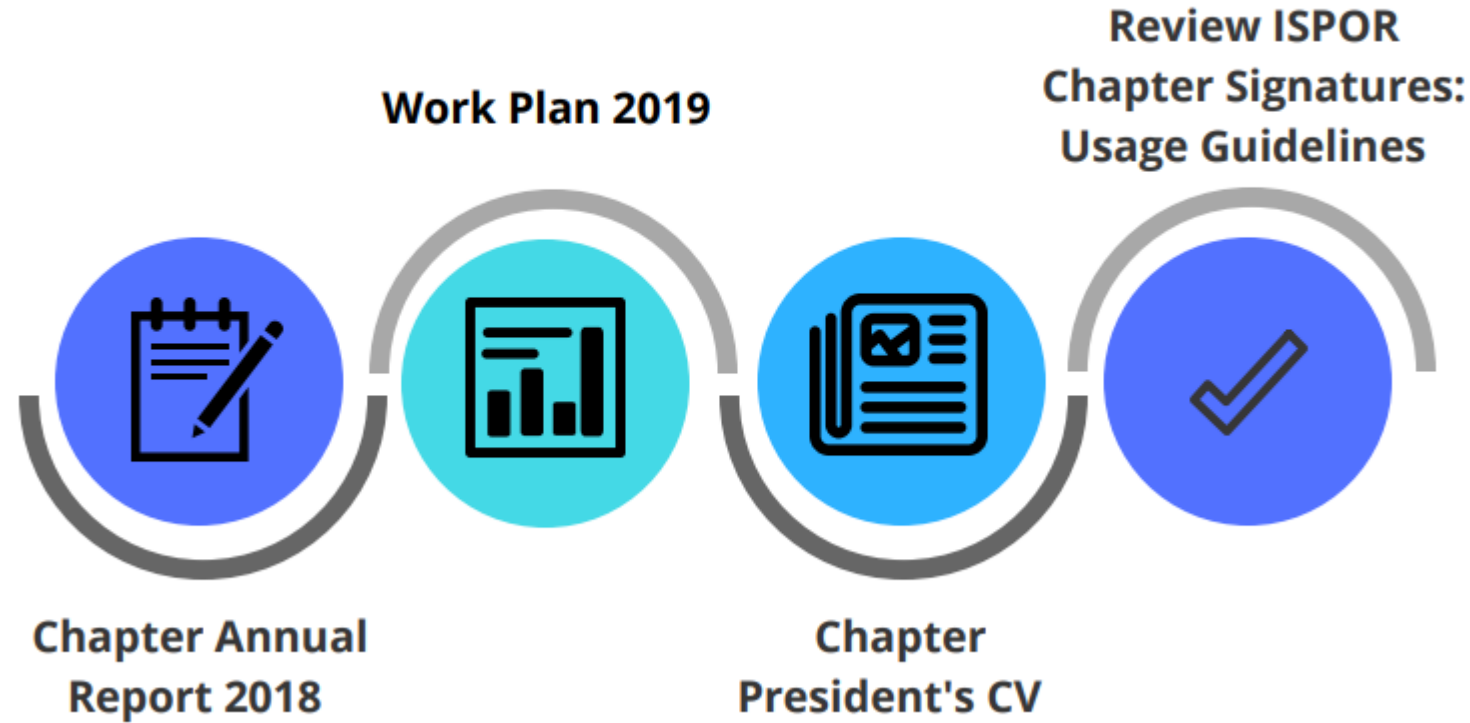 Chapter Annual
Report 2018
Work Plan 2019
Chapter
President's CV
Review ISPOR
Chapter Signatures:
Usage Guidelines